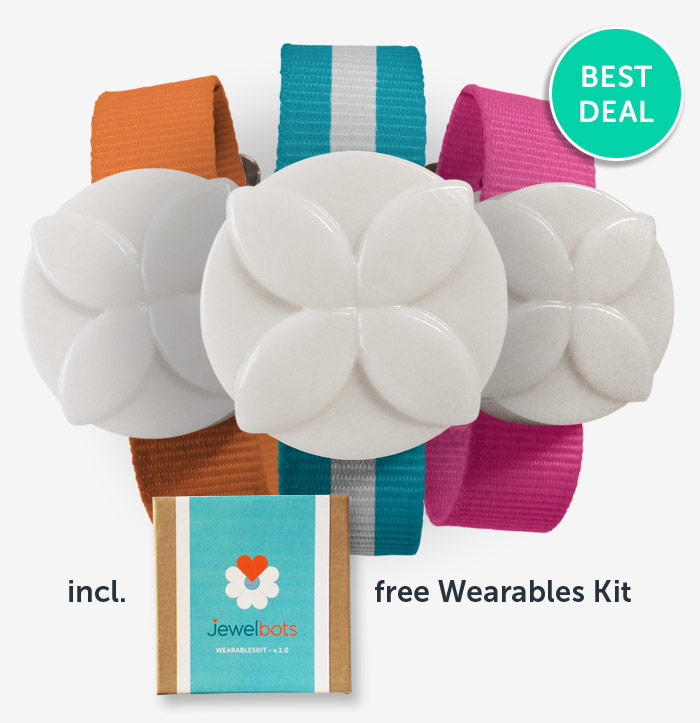 BEST
DEAL
incl.
free Wearables Kit
jewelbots
WEARABLESKIT - v.1.0